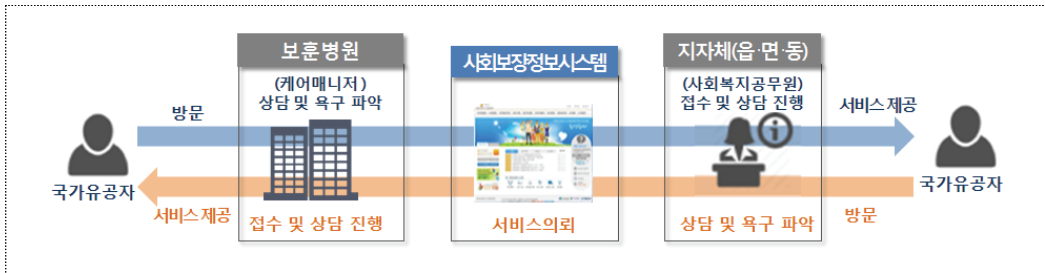 보훈병원
사회보장정보시스템
지자체(읍·면·동)
(케어매니저)
상담 및 욕구 파악
(사회복지공무원)
접수 및 상담 진행
방문
서비스제공
국가유공자
국가유공자
서비스제공
접수 및 상담 진행
서비스의뢰
상담 및 욕구 파악
방문